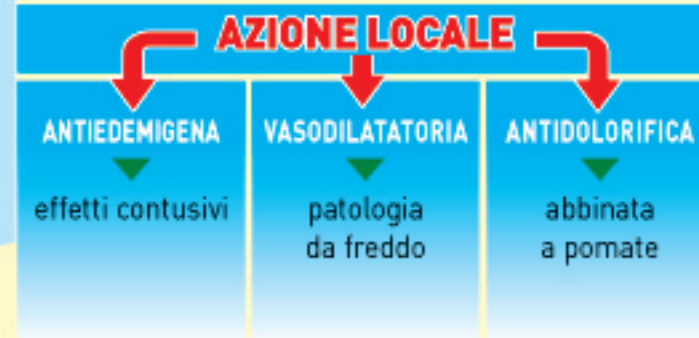 AZIONE LOCALE
ANTIEDEMIGENA
effetti contusivi
VASODILATATORIA
patologia
da freddo
ANTIDOLORIFICA
abbinata
a pomate